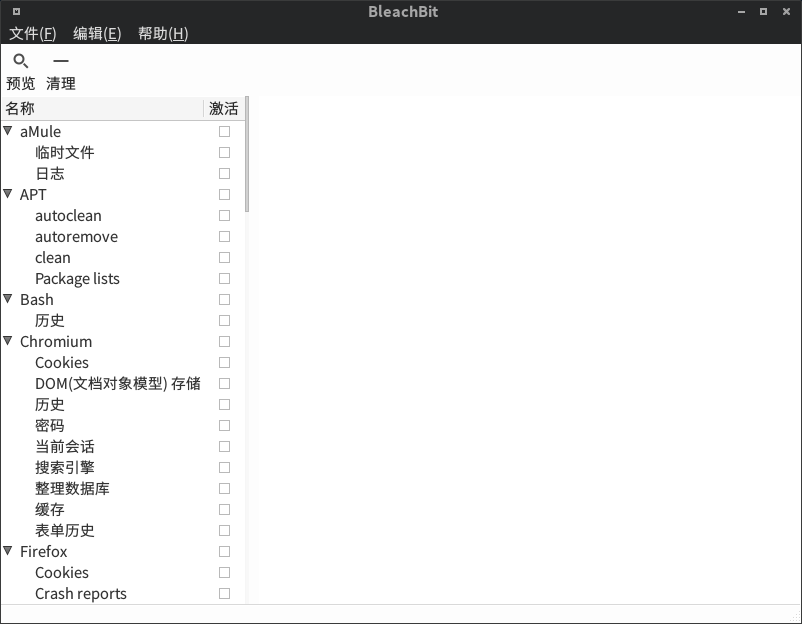 BleachBit
文件(F) 编辑(E) 帮助(H)
预览 清理
名称 激活
aMule
临时文件
日志
APT
autoclean
autoremove
clean
Package lists
Bash
历史
Chromium
Cookies
DOM(文档对象模型) 存储
历史
密码
当前会话
搜索引擎
整理数据库
缓存
表单历史
Firefox
Cookies
Crash reports